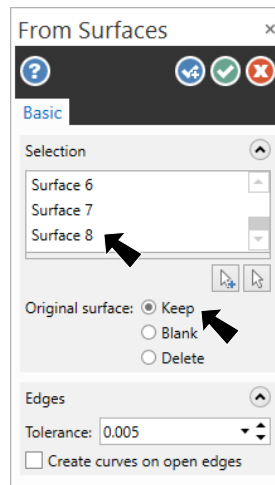 From Surfaces ×
?
Basic
Selection
Surface 6
Surface 7
Surface 8
Original surface: Keep
Blank
Delete
Edges
Tolerance: 0.005
Create curves on open edges